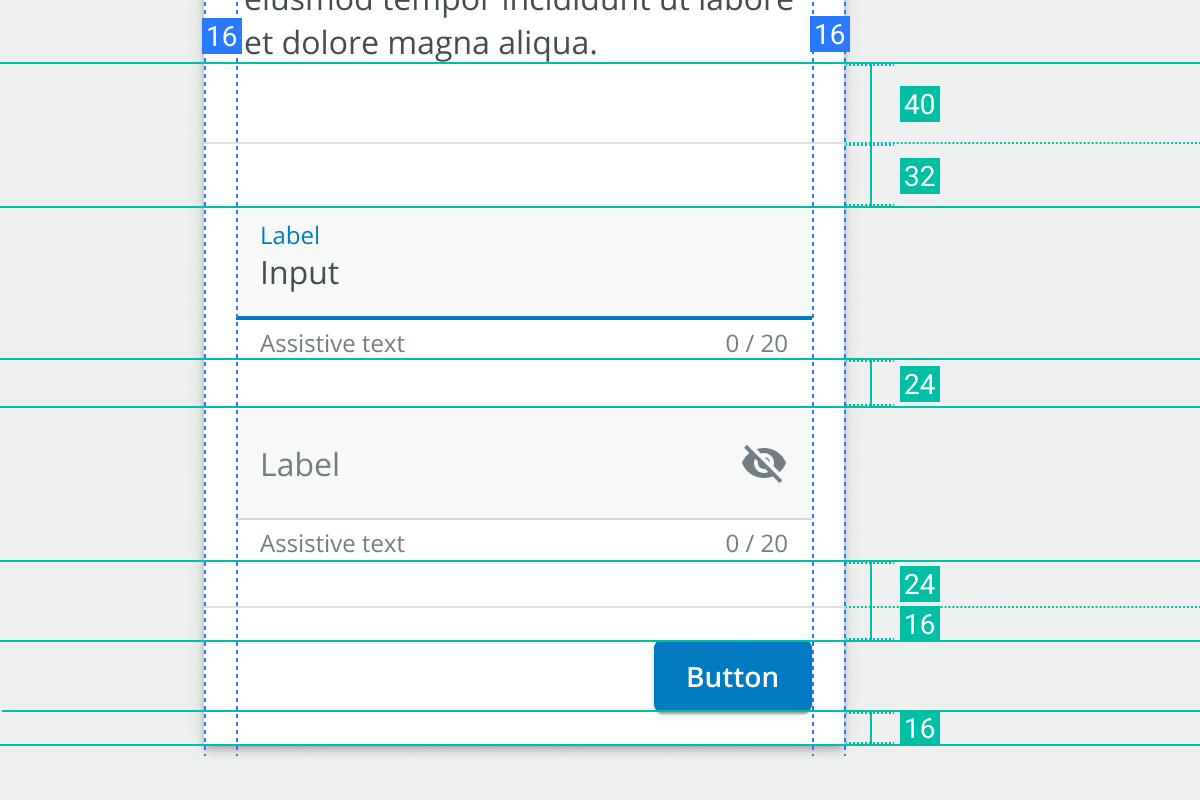 eiusmod tempor incididunt ut labore
16 et dolore magna aliqua. 16
40
32
Label
Input
Assistive text 0 / 20
24
Label
Assistive text 0 / 20
24
16
Button
16